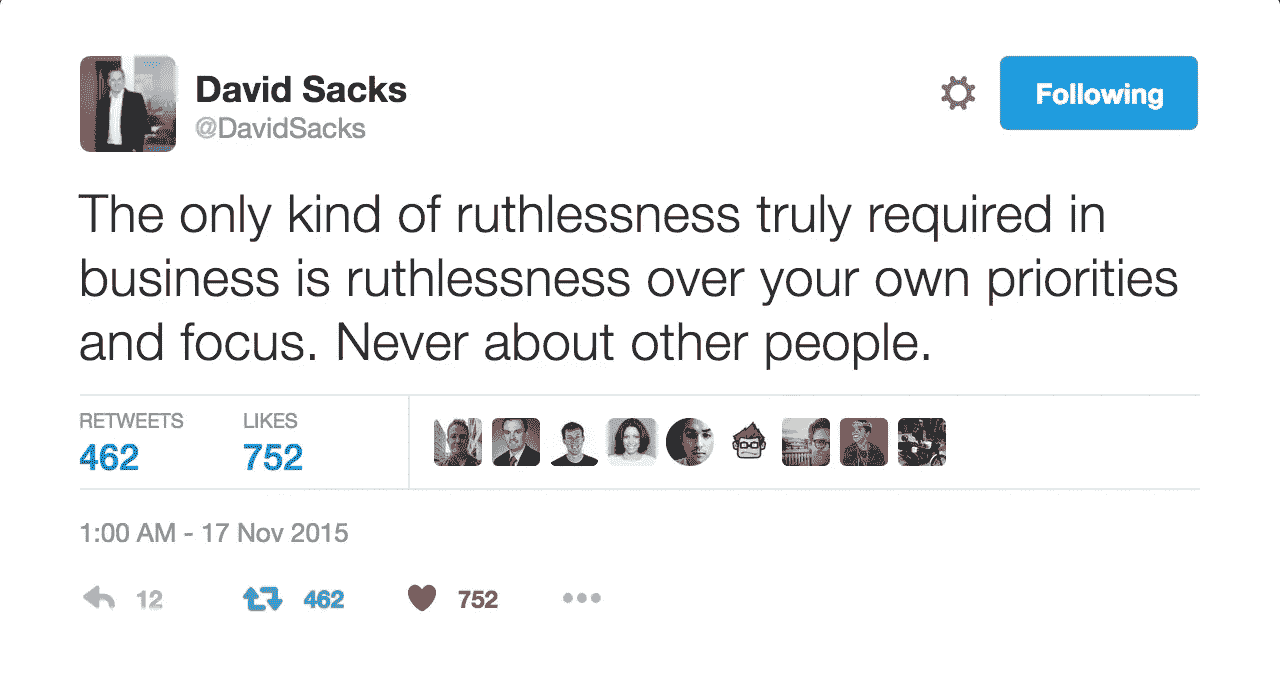 David Sacks
@DavidSacks
Following
The only kind of ruthlessness truly required in
business is ruthlessness over your own priorities
and focus. Never about other people.
RETWEETS LIKES
462 752
1:00 AM - 17 Nov 2015
12 462 752